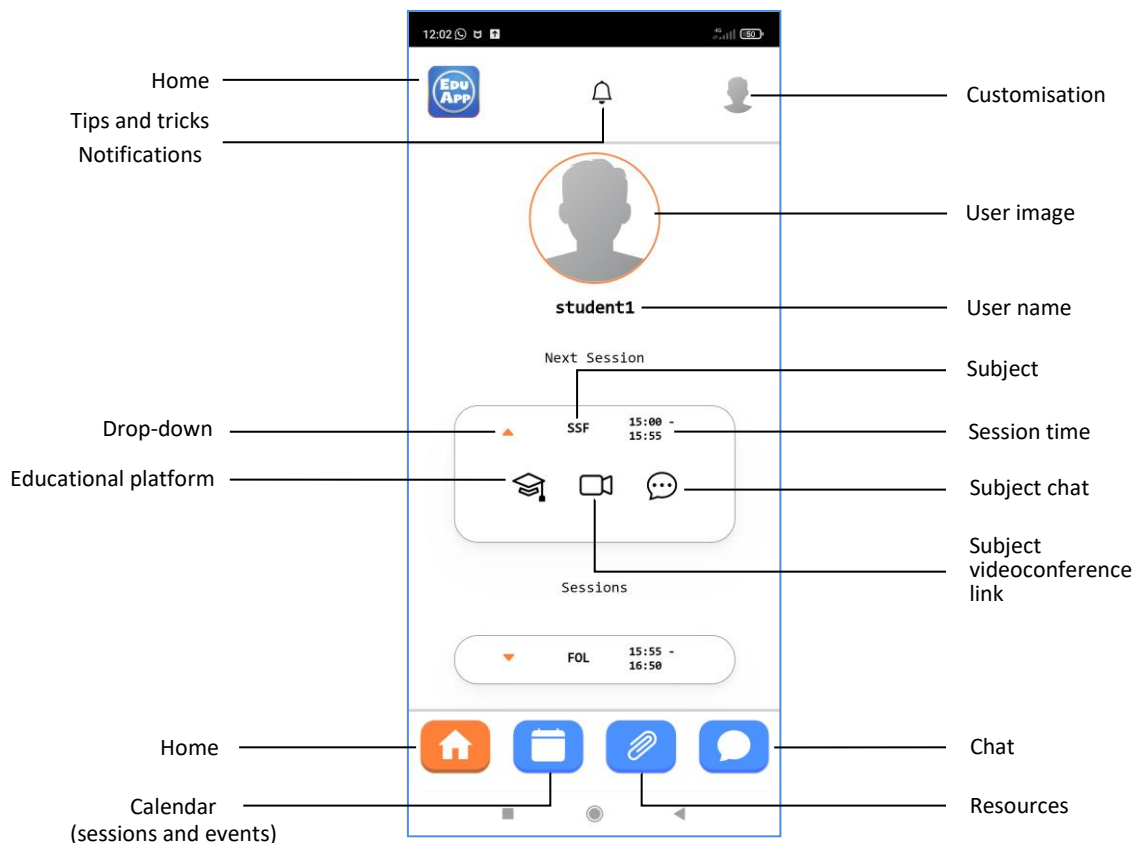 12:02
4G
50
EDU
APP
Home
Tips and tricks
Notifications
Customisation
User image
student1
User name
Next Session
Subject
Drop-down
SSF
15:00 -
15:55
Session time
Educational platform
Subject chat
Subject
videoconference
link
Sessions
FOL
15:55 -
16:50
Home
Chat
Calendar
(sessions and events)
Resources